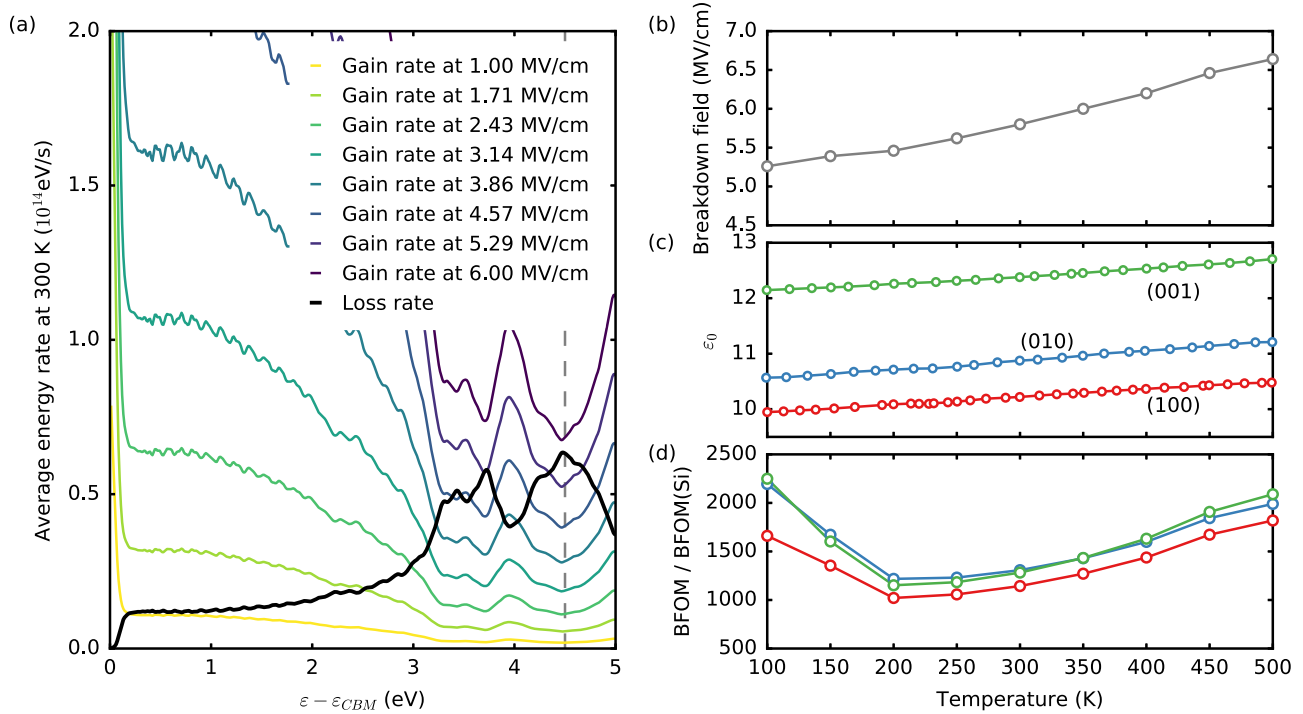 (a)
Average energy rate at 300 K (10^14 eV/s)
2.0
1.5
1.0
0.5
0.0
0
1
2
3
4
5
ε − ε_CBM (eV)
Gain rate at 1.00 MV/cm
Gain rate at 1.71 MV/cm
Gain rate at 2.43 MV/cm
Gain rate at 3.14 MV/cm
Gain rate at 3.86 MV/cm
Gain rate at 4.57 MV/cm
Gain rate at 5.29 MV/cm
Gain rate at 6.00 MV/cm
Loss rate
(b)
Breakdown field (MV/cm)
7.0
6.5
6.0
5.5
5.0
4.5
(c)
ε₀
13
12
11
10
(001)
(010)
(100)
(d)
BFOM / BFOM(Si)
2500
2000
1500
1000
500
100
150
200
250
300
350
400
450
500
Temperature (K)